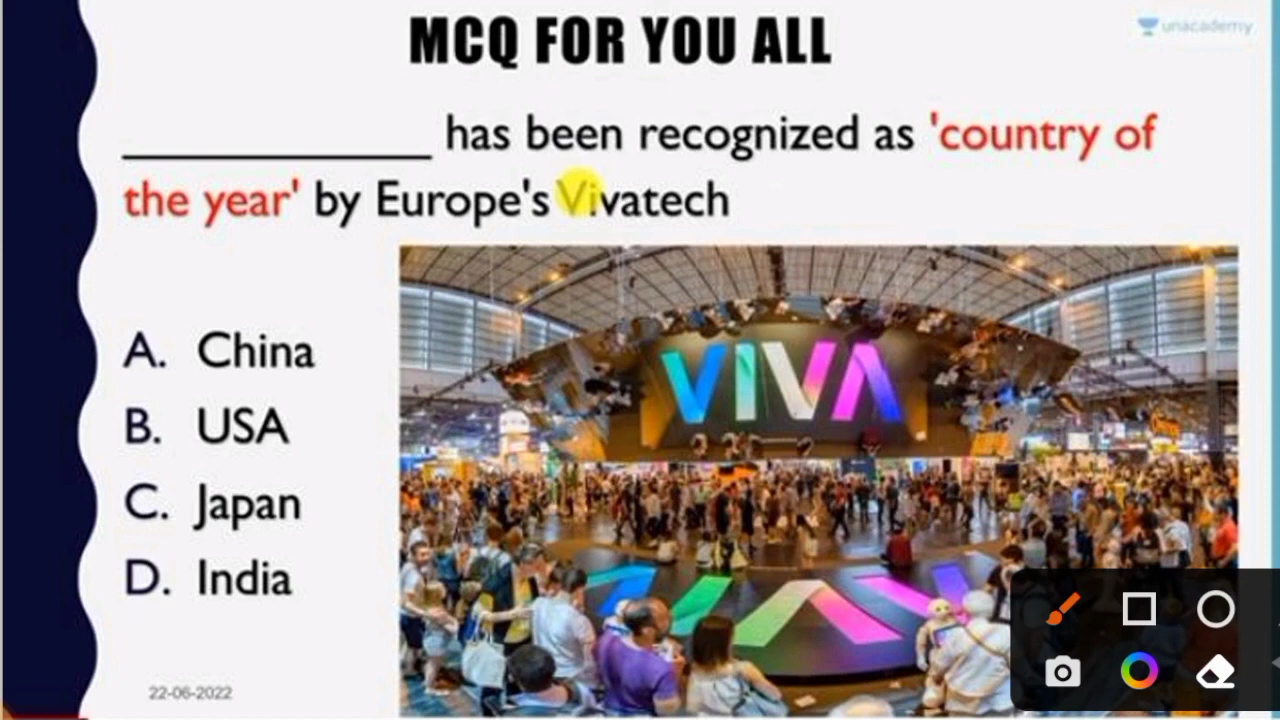 MCQ FOR YOU ALL
unacademy
_______________ has been recognized as 'country of
the year' by Europe's Vivatech
A. China
B. USA
C. Japan
D. India
VIVA
22-06-2022